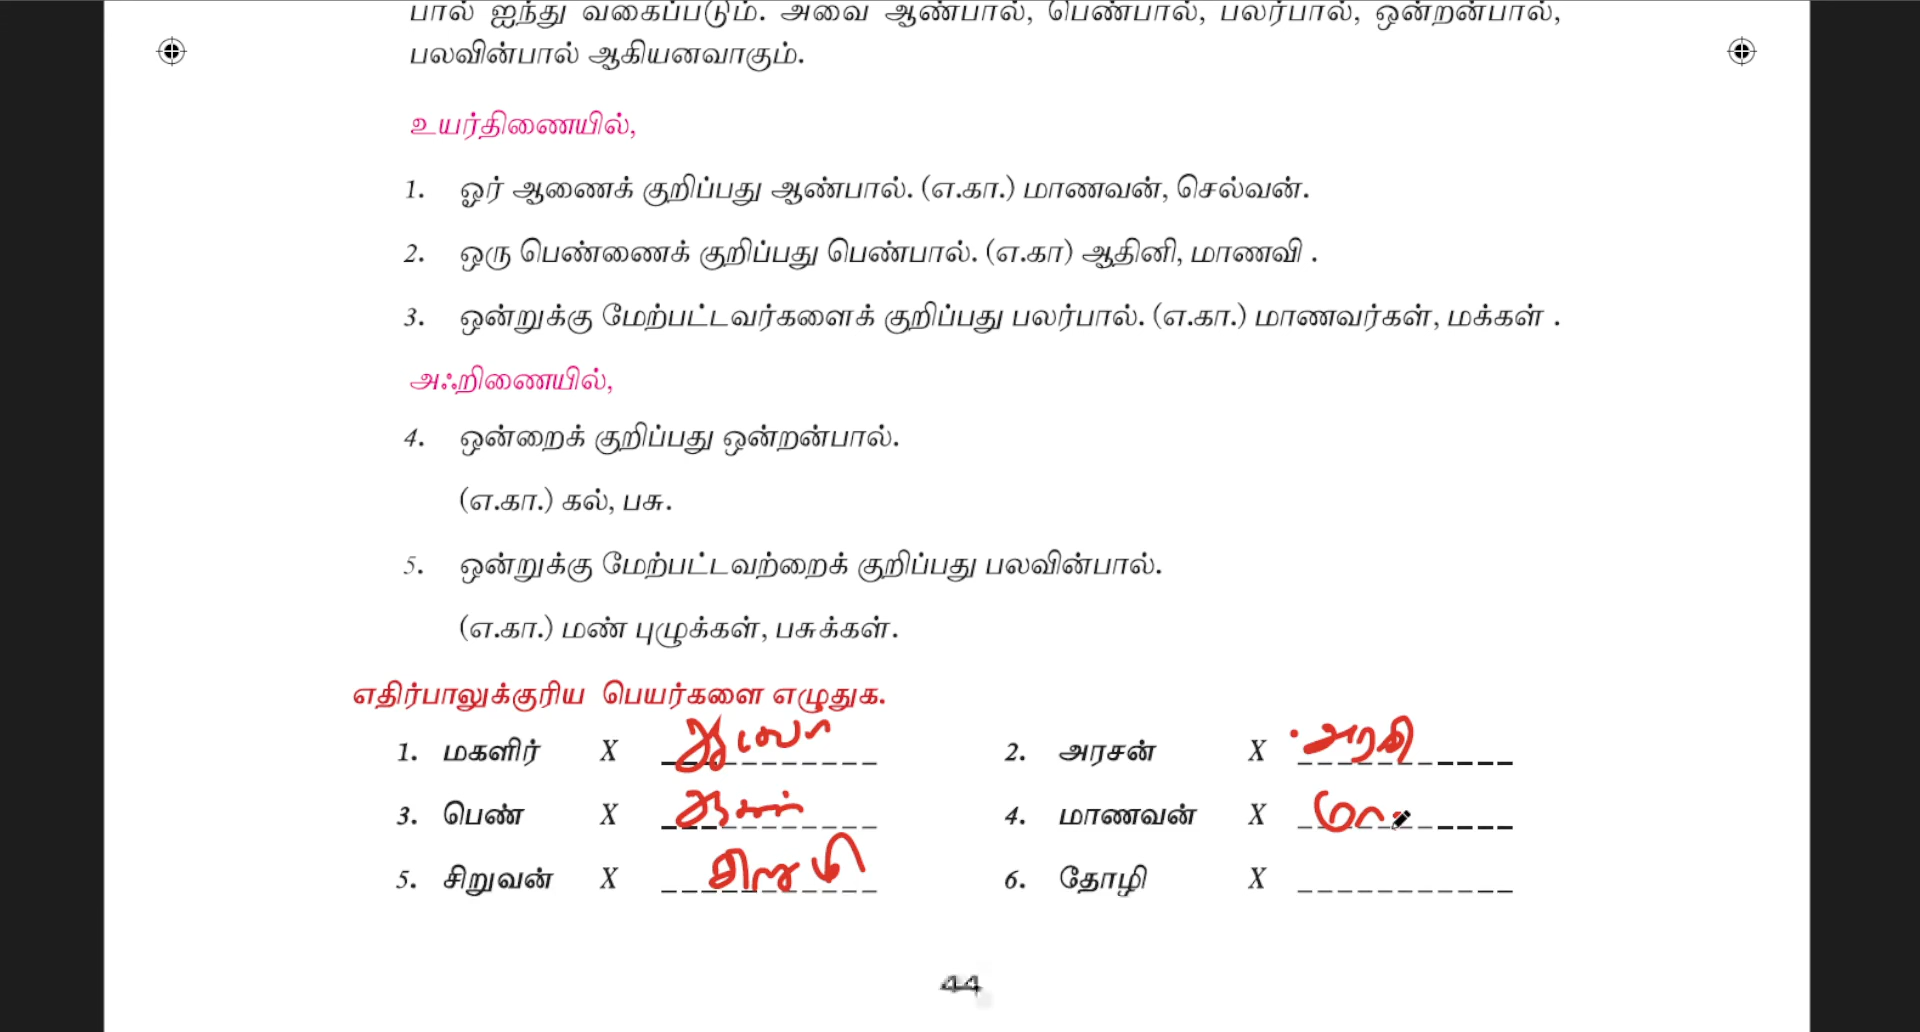 பால் ஐந்து வகைப்படும். அவை ஆண்பால், பெண்பால், பலர்பால், ஒன்றன்பால்,
பலவின்பால் ஆகியனவாகும்.
உயர்திணையில்,
1. ஓர் ஆணைக் குறிப்பது ஆண்பால். (எ.கா.) மாணவன், செல்வன்.
2. ஒரு பெண்ணைக் குறிப்பது பெண்பால். (எ.கா) ஆதினி, மாணவி .
3. ஒன்றுக்கு மேற்பட்டவர்களைக் குறிப்பது பலர்பால். (எ.கா.) மாணவர்கள், மக்கள் .
அஃறிணையில்,
4. ஒன்றைக் குறிப்பது ஒன்றன்பால்.
(எ.கா.) கல், பசு.
5. ஒன்றுக்கு மேற்பட்டவற்றைக் குறிப்பது பலவின்பால்.
(எ.கா.) மண் புழுக்கள், பசுக்கள்.
எதிர்பாலுக்குரிய பெயர்களை எழுதுக.
1. மகளிர் X 2. அரசன் X அரசி
3. பெண் X ஆண் 4. மாணவன் X மா
5. சிறுவன் X சிறுமி 6. தோழி X
44